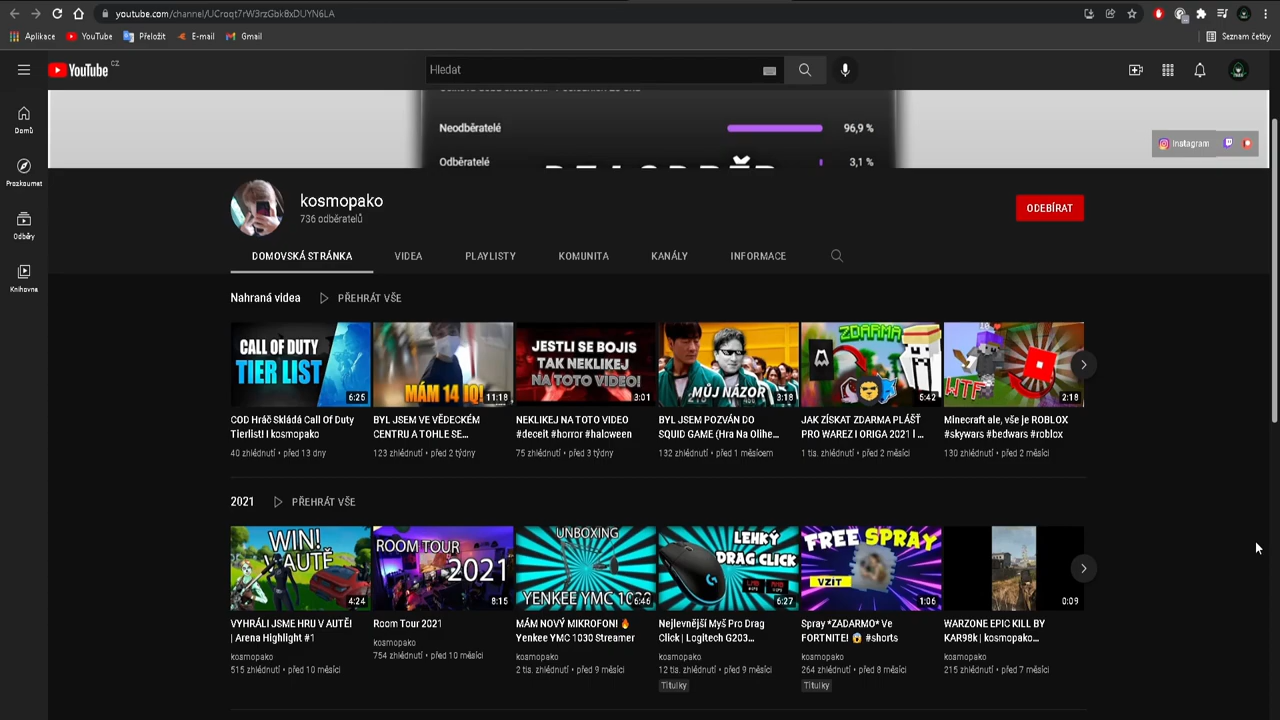 youtube.com/channel/UCroqt7rW3rzGbk8xDUYN6LA
Aplikace YouTube Přeložit E-mail Gmail Seznam četby
YouTube CZ
Hledat
Neodběratelé 96,9 %
Odběratelé 3,1 %
Instagram
Domů
Prozkoumat
Odběry
Knihovna
kosmopako
736 odběratelů
ODEBÍRAT
DOMOVSKÁ STRÁNKA VIDEA PLAYLISTY KOMUNITA KANÁLY INFORMACE
Nahraná videa PŘEHRÁT VŠE
CALL OF DUTY
TIER LIST
6:25
MÁM 14 IQ!
11:18
JESTLI SE BOJIS
TAK NEKLIKEJ
NA TOTO VIDEO!
3:01
MŮJ NÁZOR
3:18
ZDARMA
5:42
WTF
2:18
COD Hráč Skládá Call Of Duty
Tierlist! I kosmopako
40 zhlédnutí • před 13 dny
BYL JSEM VE VĚDECKÉM
CENTRU A TOHLE SE...
123 zhlédnutí • před 2 týdny
NEKLIKEJ NA TOTO VIDEO
#deceit #horror #haloween
75 zhlédnutí • před 3 týdny
BYL JSEM POZVÁN DO
SQUID GAME (Hra Na Olihe...
132 zhlédnutí • před 1 měsícem
JAK ZÍSKAT ZDARMA PLÁŠŤ
PRO WAREZ I ORIGA 2021 l ...
1 tis. zhlédnutí • před 2 měsíci
Minecraft ale, vše je ROBLOX
#skywars #bedwars #roblox
130 zhlédnutí • před 2 měsíci
2021 PŘEHRÁT VŠE
WIN!
V AUTĚ
4:24
ROOM TOUR
2021
8:15
UNBOXING
YENKEE YMC 1030
6:46
LEHKÝ
DRAG CLICK
6:27
FREE SPRAY
VZÍT
1:06
0:09
VYHRÁLI JSME HRU V AUTĚ!
| Arena Highlight #1
kosmopako
515 zhlédnutí • před 10 měsíci
Room Tour 2021
kosmopako
754 zhlédnutí • před 10 měsíci
MÁM NOVÝ MIKROFON! 🔥
Yenkee YMC 1030 Streamer
kosmopako
2 tis. zhlédnutí • před 9 měsíci
Nejlevnější Myš Pro Drag
Click | Logitech G203...
kosmopako
12 tis. zhlédnutí • před 9 měsíci
Titulky
Spray *ZADARMO* Ve
FORTNITE! 😱 #shorts
kosmopako
264 zhlédnutí • před 8 měsíci
Titulky
WARZONE EPIC KILL BY
KAR98k | kosmopako...
kosmopako
215 zhlédnutí • před 7 měsíci